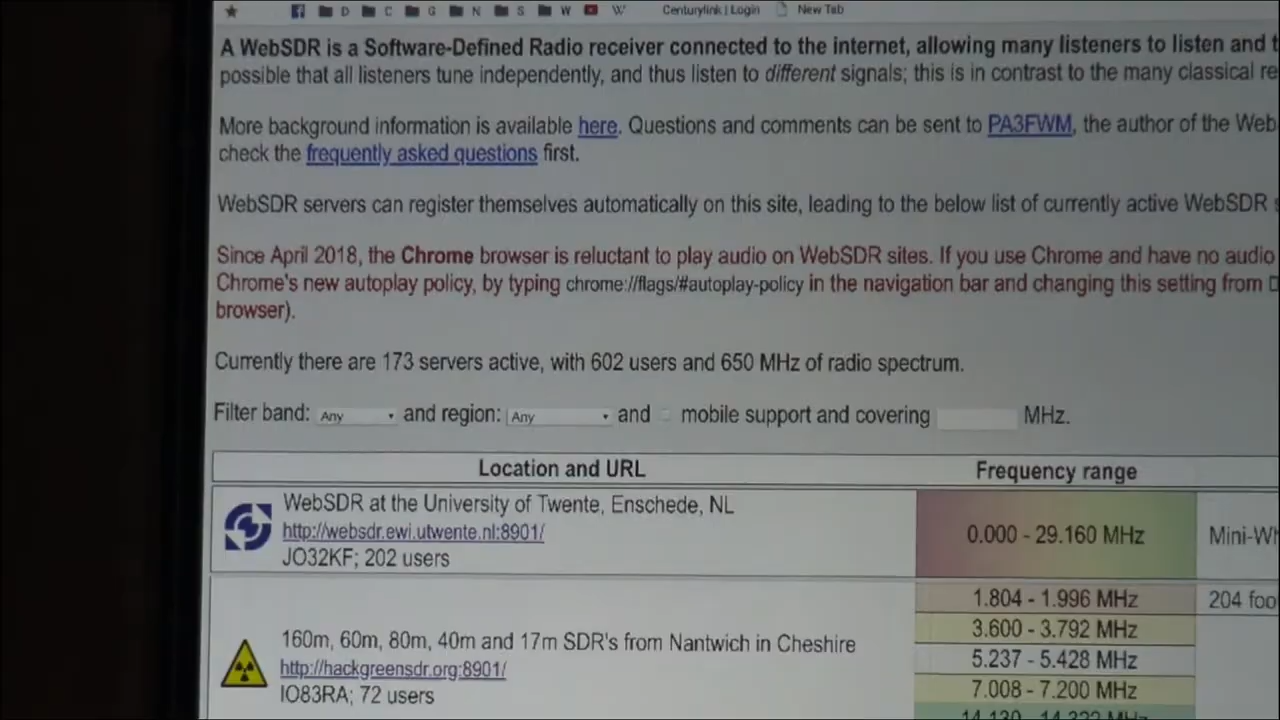 D C G N S W W Centurylink | Login New Tab
A WebSDR is a Software-Defined Radio receiver connected to the internet, allowing many listeners to listen and
possible that all listeners tune independently, and thus listen to different signals; this is in contrast to the many classical re
More background information is available here. Questions and comments can be sent to PA3FWM, the author of the Web
check the frequently asked questions first.
WebSDR servers can register themselves automatically on this site, leading to the below list of currently active WebSDR
Since April 2018, the Chrome browser is reluctant to play audio on WebSDR sites. If you use Chrome and have no audio
Chrome's new autoplay policy, by typing chrome://flags/#autoplay-policy in the navigation bar and changing this setting from
browser).
Currently there are 173 servers active, with 602 users and 650 MHz of radio spectrum.
Filter band: Any and region: Any and mobile support and covering MHz.
Location and URL Frequency range
WebSDR at the University of Twente, Enschede, NL
http://websdr.ewi.utwente.nl:8901/
JO32KF; 202 users
0.000 - 29.160 MHz Mini-Wh
1.804 - 1.996 MHz 204 foo
3.600 - 3.792 MHz
160m, 60m, 80m, 40m and 17m SDR's from Nantwich in Cheshire
http://hackgreensdr.org:8901/
IO83RA; 72 users
5.237 - 5.428 MHz
7.008 - 7.200 MHz
14.130 - 14.322 MHz